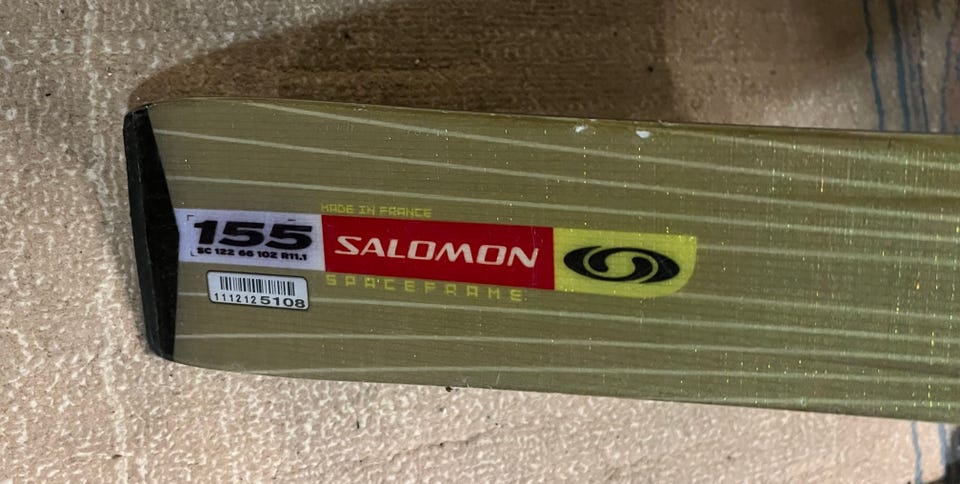 MADE IN FRANCE
155
SC 122 66 102 R11.1
SALOMON
SPACEFRAME
1112125108